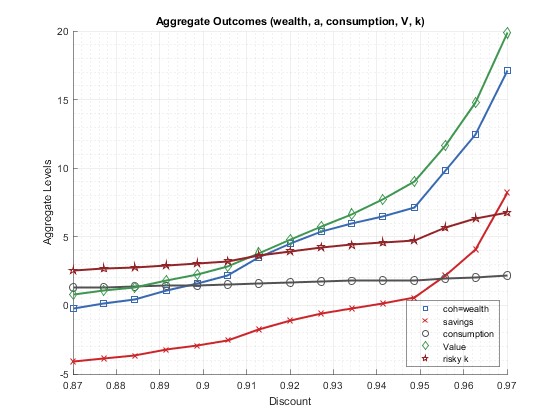 Aggregate Outcomes (wealth, a, consumption, V, k)
20
15
10
5
0
-5
Aggregate Levels
0.87 0.88 0.89 0.9 0.91 0.92 0.93 0.94 0.95 0.96 0.97
Discount
coh=wealth
savings
consumption
Value
risky k